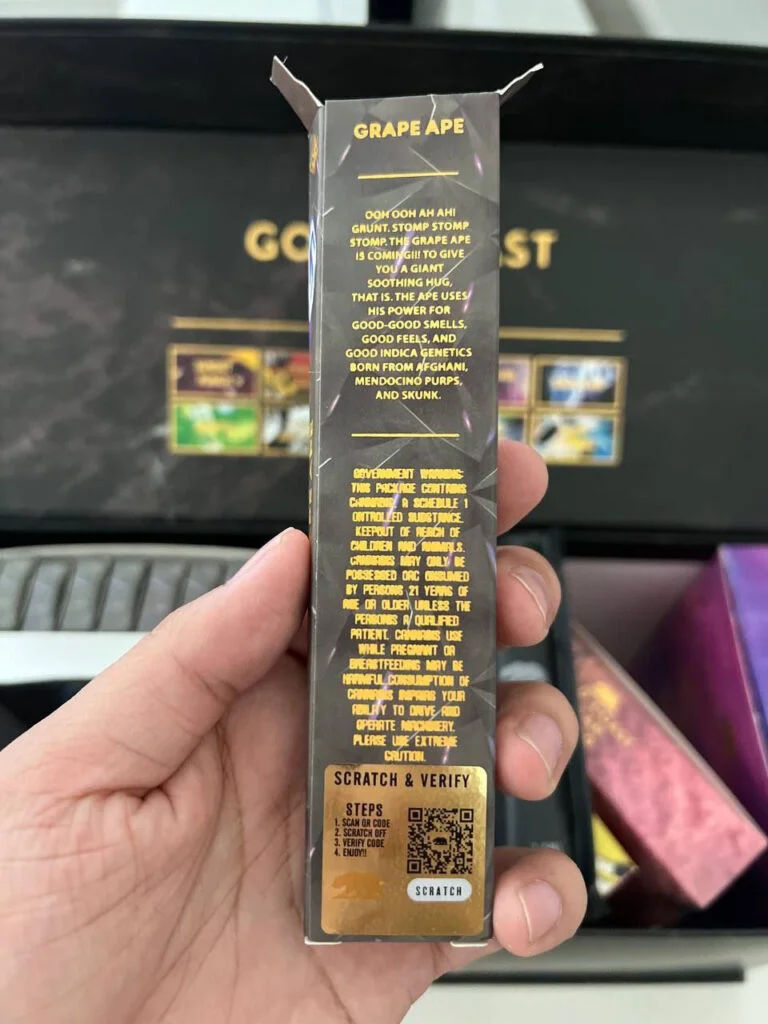 GRAPE APE
OOH OOH AH AH!
GRUNT. STOMP STOMP
STOMP. THE GRAPE APE
IS COMING!!! TO GIVE
YOU A GIANT
SOOTHING HUG,
THAT IS. THE APE USES
HIS POWER FOR
GOOD-GOOD SMELLS,
GOOD FEELS, AND
GOOD INDICA GENETICS
BORN FROM AFGHANI,
MENDOCINO PURPS,
AND SKUNK.
GOVERNMENT WARNING:
THIS PACKAGE CONTAINS
CANNABIS, A SCHEDULE 1
ONTROLLED SUBSTANCE.
KEEPOUT OF REACH OF
CHILDREN AND ANIMALS.
CANNABIS MAY ONLY BE
POSSESSED ORC ONSUMED
BY PERSONS 21 YEARS OF
AGE OR OLDER UNLESS THE
PERSONIS A QUALIFIED
PATIENT. CANNABIS USE
WHILE PREGNANT OR
BREASTFEEDING MAY BE
HARMFUL.CONSUMPTION OF
CANNABIS IMPAIRS YOUR
ABILITY TO DRIVE AND
OPERATE MACHINERY.
PLEASE USE EXTREME
CAUTION.
SCRATCH & VERIFY
STEPS
1. SCAN QR CODE
2. SCRATCH OFF
3. VERIFY CODE
4. ENJOY!!
SCRATCH
GO
AST